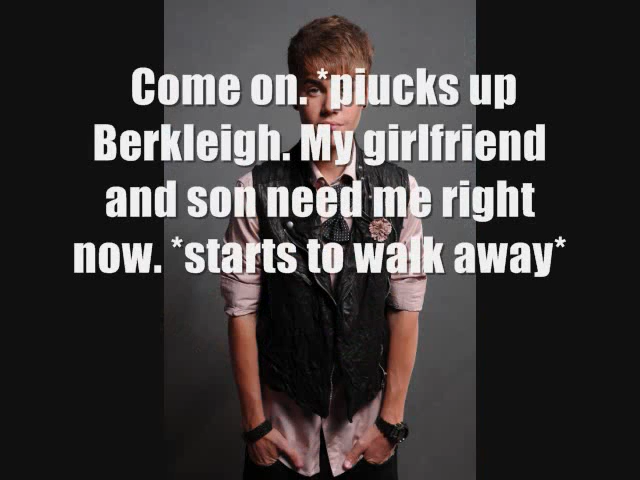 Come on. *piucks up
Berkleigh. My girlfriend
and son need me right
now. *starts to walk away*